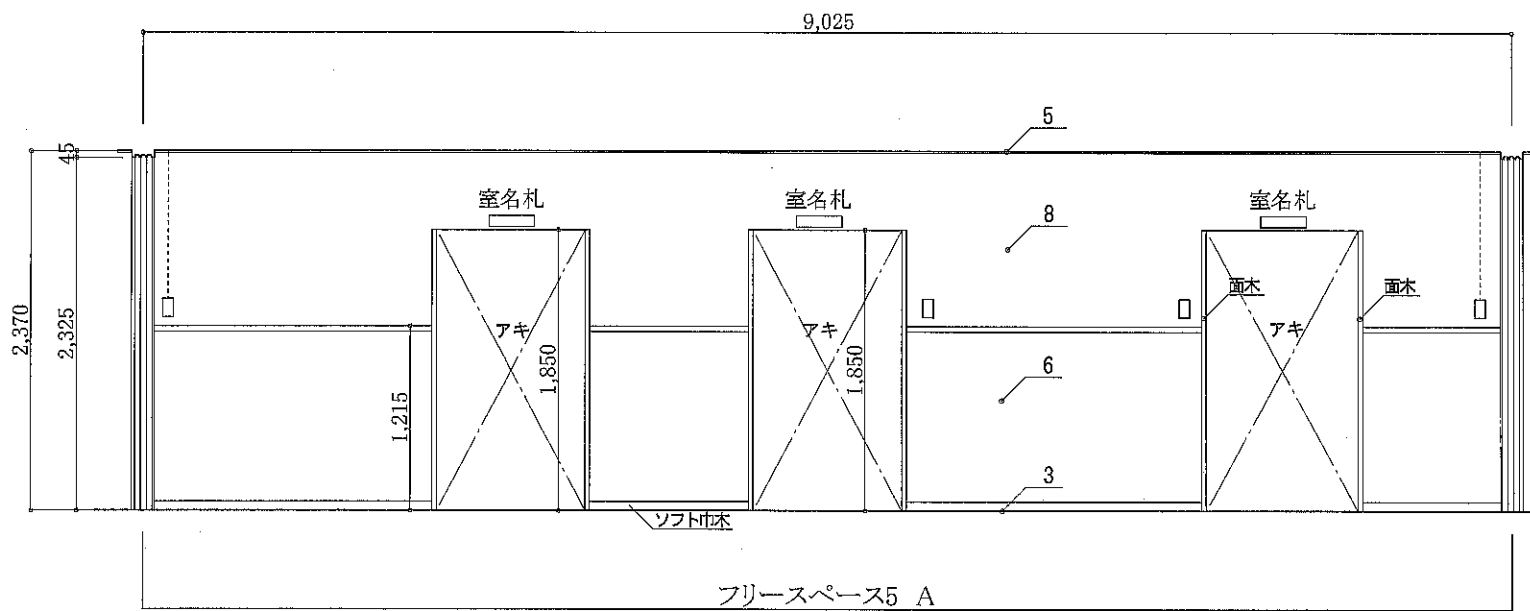 9,025
5
45
室名札
室名札
室名札
8
面木
面木
2,370
2,325
アキ
アキ
アキ
1,850
1,850
6
1,215
3
ソフト巾木
フリースペース5 A